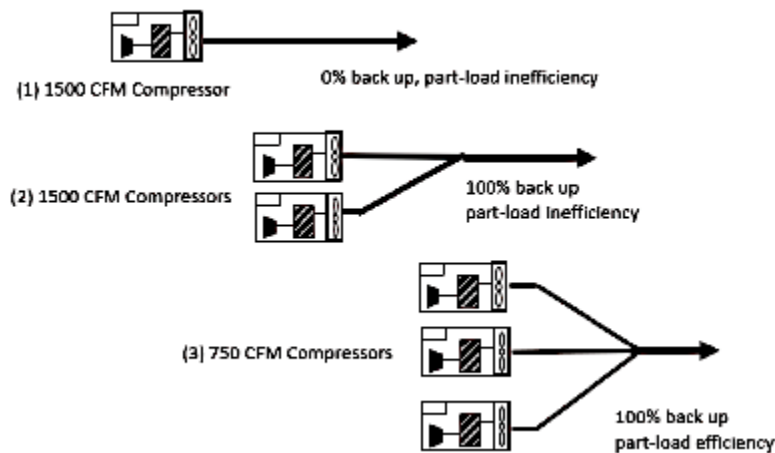 (1) 1500 CFM Compressor
0% back up, part-load inefficiency
(2) 1500 CFM Compressors
100% back up
part-load inefficiency
(3) 750 CFM Compressors
100% back up
part-load efficiency